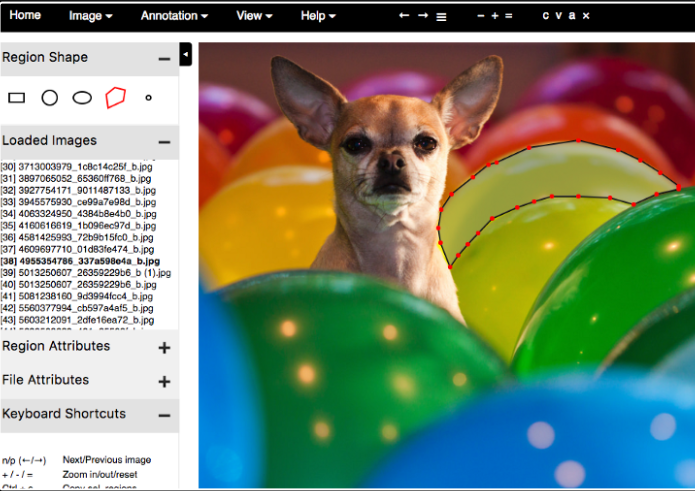 Home Image Annotation View Help ← → ≡ − + = c v a ×
Region Shape −
Loaded Images −
[30] 3713003979_1c8c14c25f_b.jpg
[31] 3897065052_65360ff768_b.jpg
[32] 3927754171_9011487133_b.jpg
[33] 3945575930_ce99a7e98d_b.jpg
[34] 4063324950_4384b8e4b0_b.jpg
[35] 4160616619_1b096ec97d_b.jpg
[36] 4581425993_72b9b15fc0_b.jpg
[37] 4609697710_01d83fe474_b.jpg
[38] 4955354786_337a598e4a_b.jpg
[39] 5013250607_26359229b6_b (1).jpg
[40] 5013250607_26359229b6_b.jpg
[41] 5081238160_9d3994fcc4_b.jpg
[42] 5560377994_cb597a4af5_b.jpg
[43] 5603212091_2dfe16ea72_b.jpg
Region Attributes +
File Attributes +
Keyboard Shortcuts −
n/p (←/→) Next/Previous image
+ / - / = Zoom in/out/reset
Ctrl + c Copy sel. regions